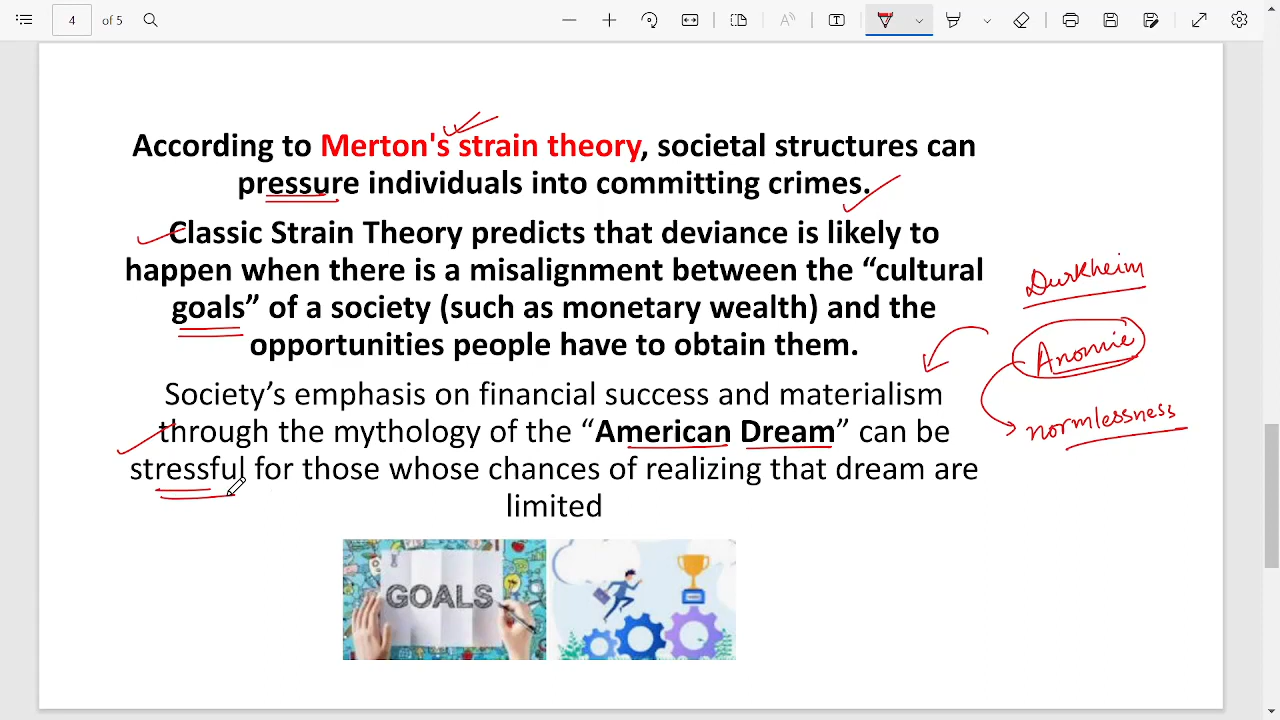 4 of 5
According to Merton's strain theory, societal structures can
pressure individuals into committing crimes.
Classic Strain Theory predicts that deviance is likely to
happen when there is a misalignment between the “cultural
goals” of a society (such as monetary wealth) and the
opportunities people have to obtain them.
Society’s emphasis on financial success and materialism
through the mythology of the “American Dream” can be
stressful for those whose chances of realizing that dream are
limited
Durkheim
Anomie
normlessness
GOALS